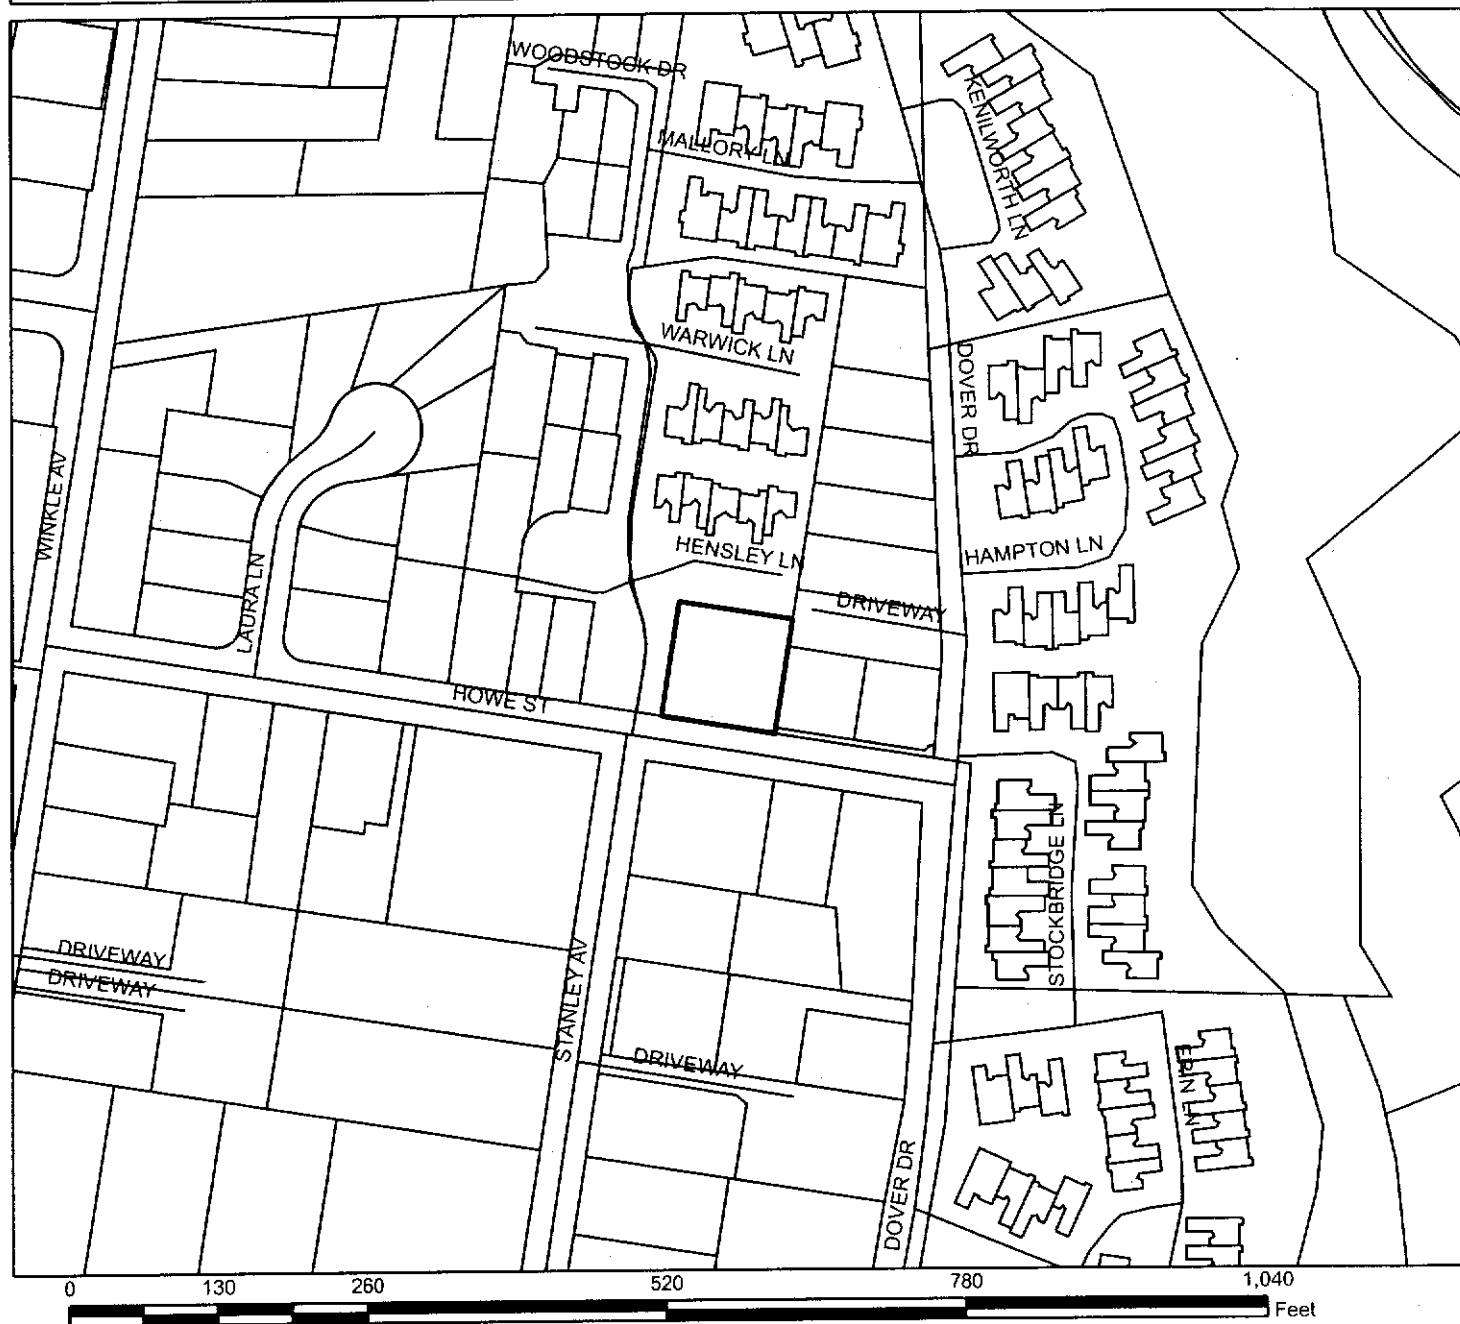 WOODSTOCK DR
KENILWORTH LN
MALLORY LN
WARWICK LN
DOVER DR
WINKLE AV
HENSLEY LN
HAMPTON LN
LAURA LN
DRIVEWAY
HOWE ST
STOCKBRIDGE LN
DRIVEWAY
DRIVEWAY
STANLEY AV
DRIVEWAY
ERIN LN
DOVER DR
0 130 260 520 780 1,040
Feet